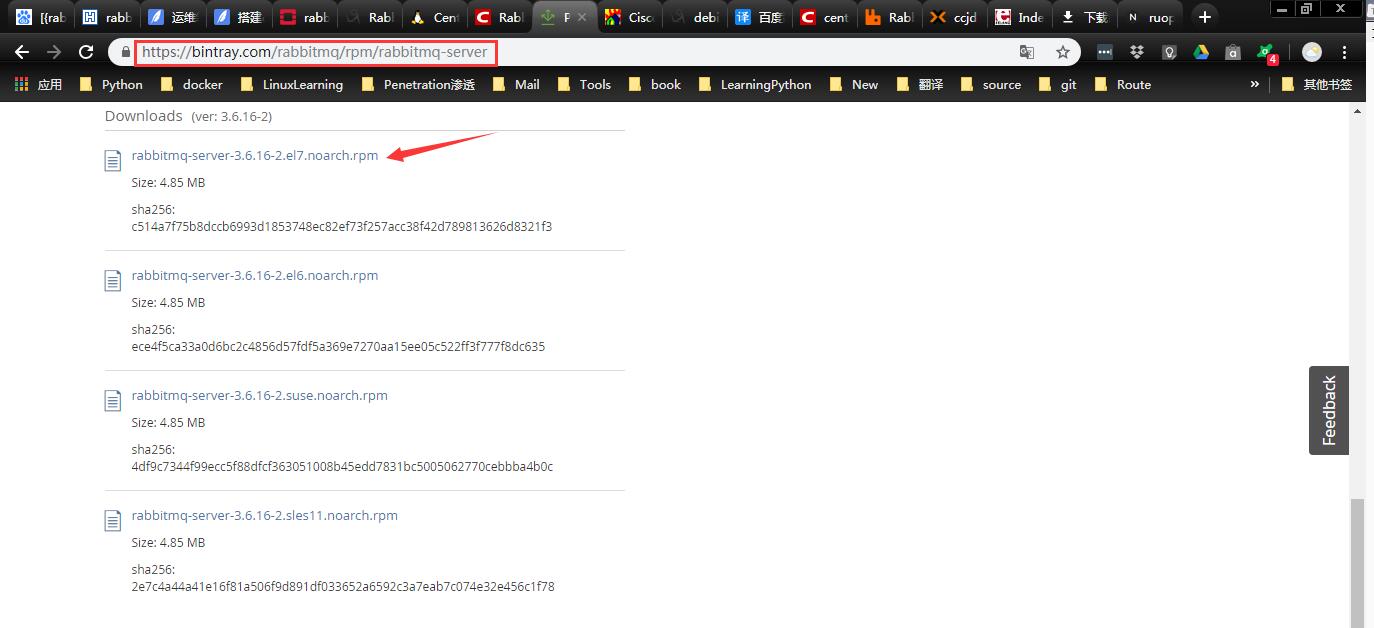 [{rab
rabb
运维
搭建
rabb
Rabl
Cent
Rabl
P
Cisc
debi
百度
cent
Rabl
ccjd
Inde
下载
ruop
https://bintray.com/rabbitmq/rpm/rabbitmq-server
4
应用
Python
docker
LinuxLearning
Penetration渗透
Mail
Tools
book
LearningPython
New
翻译
source
git
Route
»
其他书签
Downloads (ver: 3.6.16-2)
rabbitmq-server-3.6.16-2.el7.noarch.rpm
Size: 4.85 MB
sha256:
c514a7f75b8dccb6993d1853748ec82ef73f257acc38f42d789813626d8321f3
rabbitmq-server-3.6.16-2.el6.noarch.rpm
Size: 4.85 MB
sha256:
ece4f5ca33a0d6bc2c4856d57fdf5a369e7270aa15ee05c522ff3f777f8dc635
rabbitmq-server-3.6.16-2.suse.noarch.rpm
Size: 4.85 MB
sha256:
4df9c7344f99ecc5f88dfcf363051008b45edd7831bc5005062770cebbba4b0c
rabbitmq-server-3.6.16-2.sles11.noarch.rpm
Size: 4.85 MB
sha256:
2e7c4a44a41e16f81a506f9d891df033652a6592c3a7eab7c074e32e456c1f78
Feedback